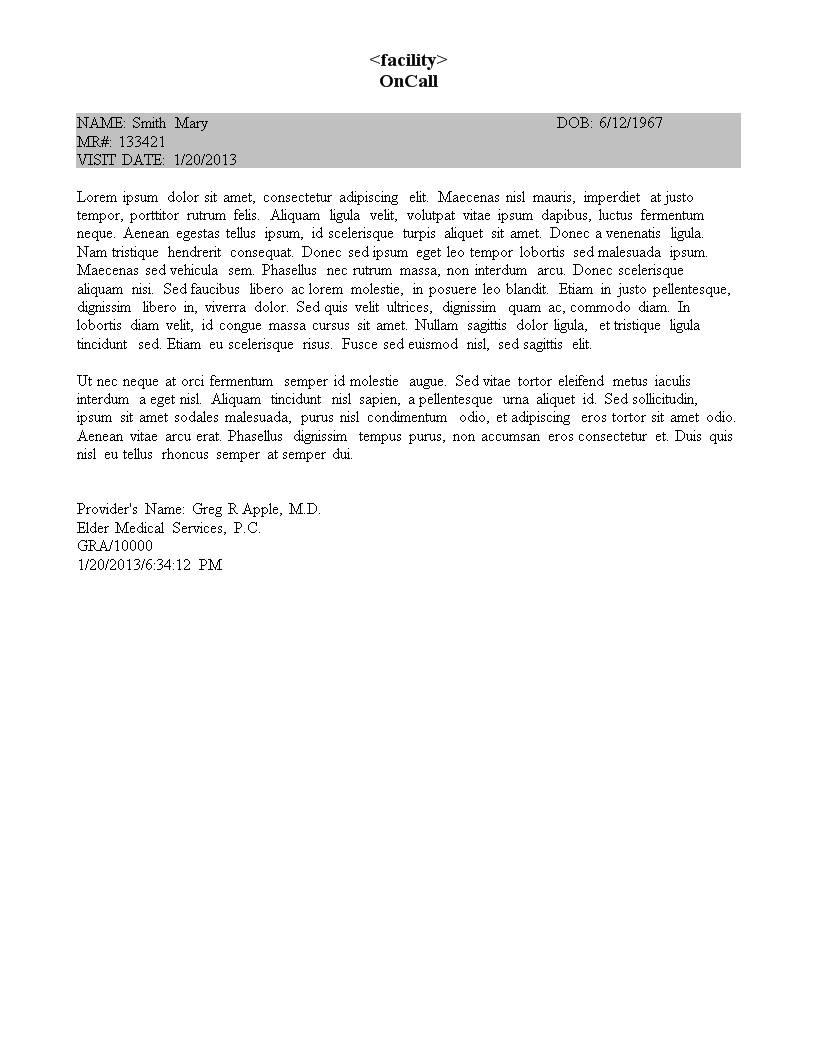 <facility>
OnCall
NAME: Smith Mary DOB: 6/12/1967
MR#: 133421
VISIT DATE: 1/20/2013
Lorem ipsum dolor sit amet, consectetur adipiscing elit. Maecenas nisl mauris, imperdiet at justo
tempor, porttitor rutrum felis. Aliquam ligula velit, volutpat vitae ipsum dapibus, luctus fermentum
neque. Aenean egestas tellus ipsum, id scelerisque turpis aliquet sit amet. Donec a venenatis ligula.
Nam tristique hendrerit consequat. Donec sed ipsum eget leo tempor lobortis sed malesuada ipsum.
Maecenas sed vehicula sem. Phasellus nec rutrum massa, non interdum arcu. Donec scelerisque
aliquam nisi. Sed faucibus libero ac lorem molestie, in posuere leo blandit. Etiam in justo pellentesque,
dignissim libero in, viverra dolor. Sed quis velit ultrices, dignissim quam ac, commodo diam. In
lobortis diam velit, id congue massa cursus sit amet. Nullam sagittis dolor ligula, et tristique ligula
tincidunt sed. Etiam eu scelerisque risus. Fusce sed euismod nisl, sed sagittis elit.
Ut nec neque at orci fermentum semper id molestie augue. Sed vitae tortor eleifend metus iaculis
interdum a eget nisl. Aliquam tincidunt nisl sapien, a pellentesque urna aliquet id. Sed sollicitudin,
ipsum sit amet sodales malesuada, purus nisl condimentum odio, et adipiscing eros tortor sit amet odio.
Aenean vitae arcu erat. Phasellus dignissim tempus purus, non accumsan eros consectetur et. Duis quis
nisl eu tellus rhoncus semper at semper dui.
Provider's Name: Greg R Apple, M.D.
Elder Medical Services, P.C.
GRA/10000
1/20/2013/6:34:12 PM